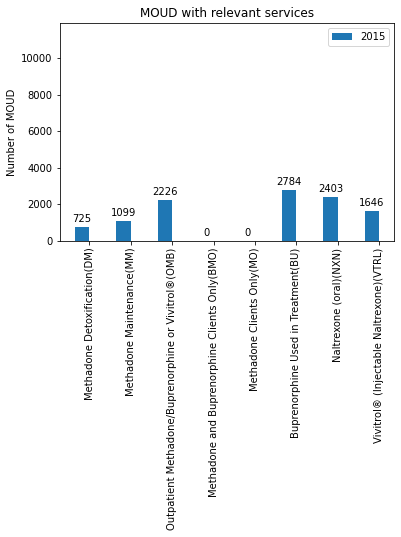 MOUD with relevant services
2015
Number of MOUD
10000
8000
6000
4000
2000
0
725
1099
2226
0
0
2784
2403
1646
Methadone Detoxification(DM)
Methadone Maintenance(MM)
Outpatient Methadone/Buprenorphine or Vivitrol®(OMB)
Methadone and Buprenorphine Clients Only(BMO)
Methadone Clients Only(MO)
Buprenorphine Used in Treatment(BU)
Naltrexone (oral)(NXN)
Vivitrol® (Injectable Naltrexone)(VTRL)